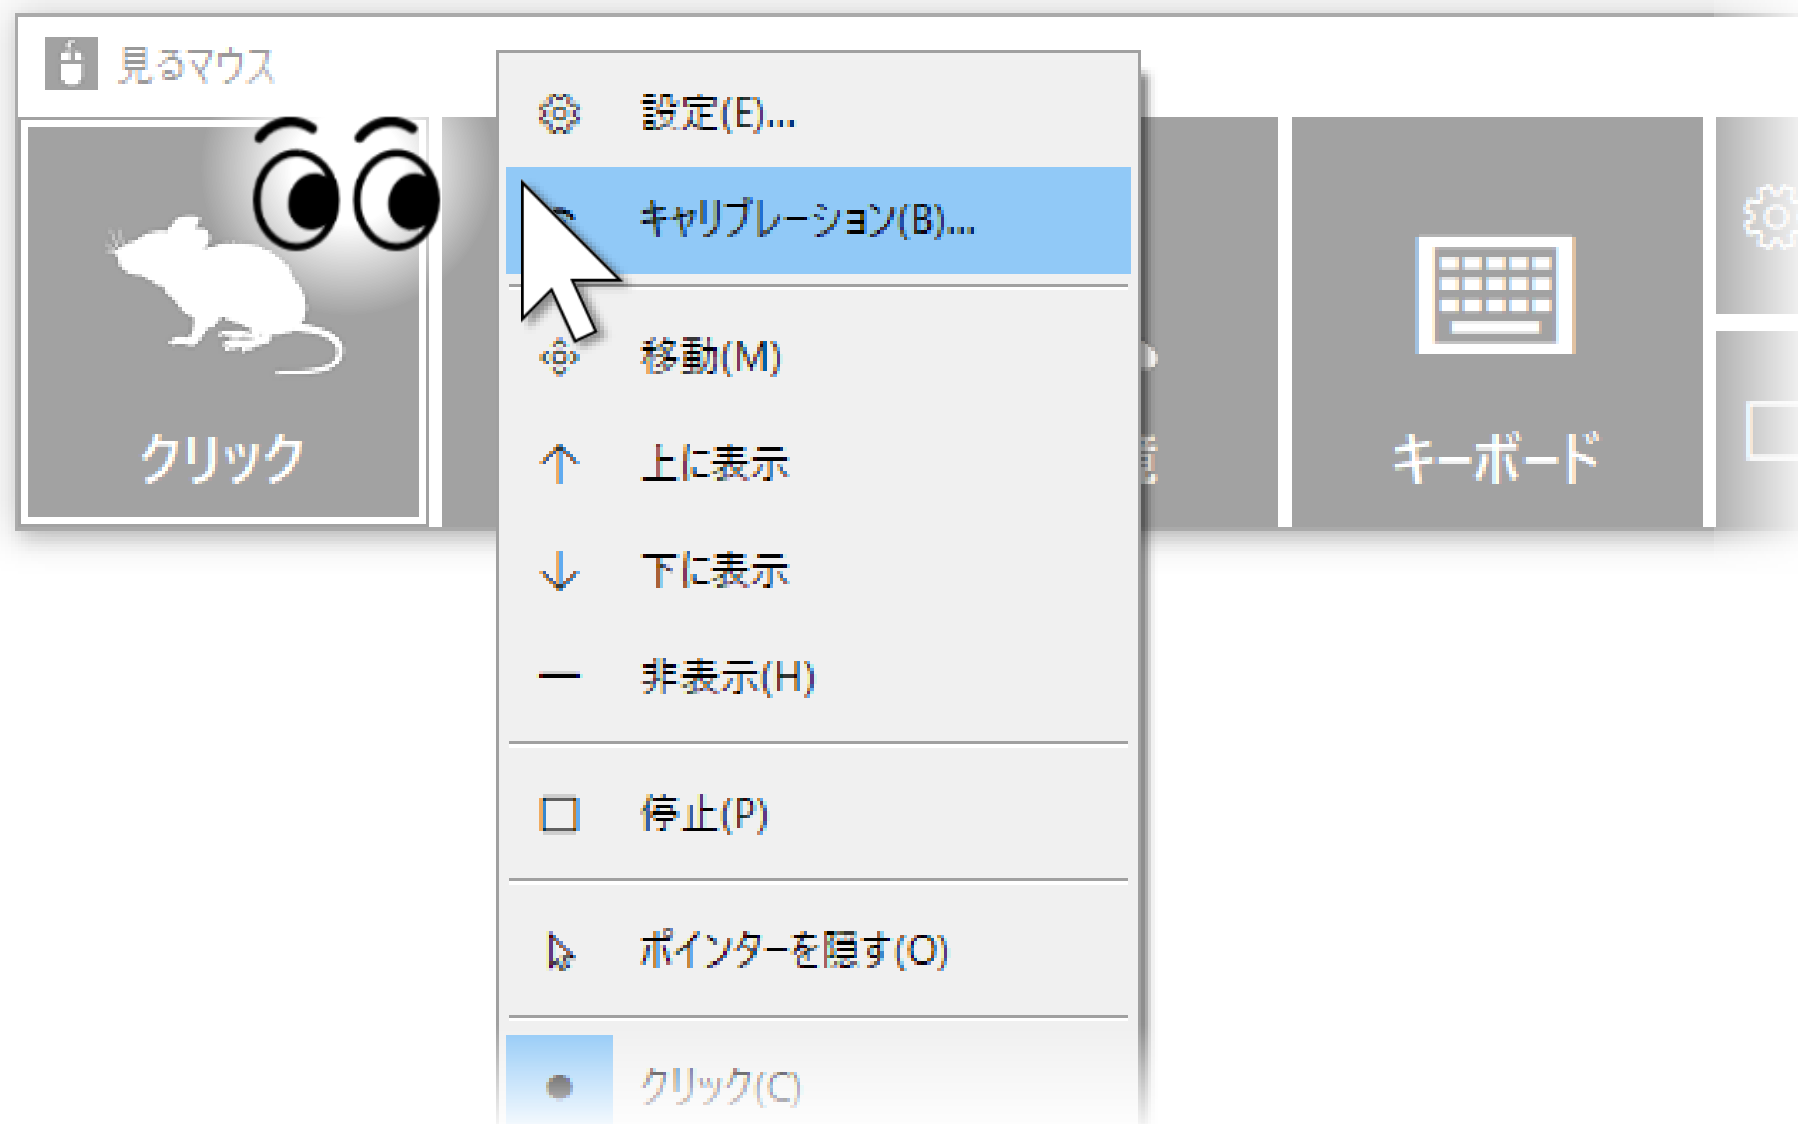 見るマウス
設定(E)...
キャリブレーション(B)...
移動(M)
上に表示
下に表示
非表示(H)
停止(P)
ポインターを隠す(O)
クリック(C)
クリック
キーボード